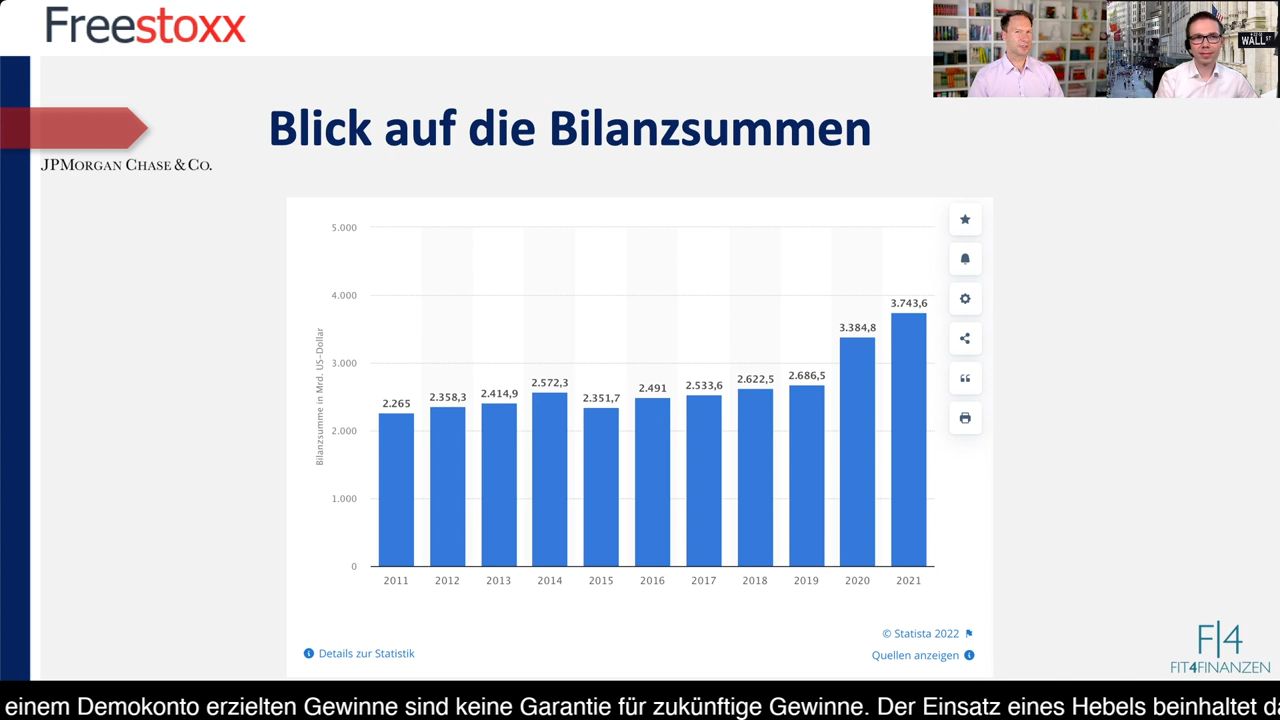 Freestoxx
WALL ST
Blick auf die Bilanzsummen
JPMORGAN CHASE & CO.
Bilanzsumme in Mrd. US-Dollar
5.000
4.000
3.000
2.000
1.000
0
2.265
2.358,3
2.414,9
2.572,3
2.351,7
2.491
2.533,6
2.622,5
2.686,5
3.384,8
3.743,6
2011 2012 2013 2014 2015 2016 2017 2018 2019 2020 2021
© Statista 2022
Details zur Statistik
Quellen anzeigen
F|4
FIT4FINANZEN
einem Demokonto erzielten Gewinne sind keine Garantie für zukünftige Gewinne. Der Einsatz eines Hebels beinhaltet da